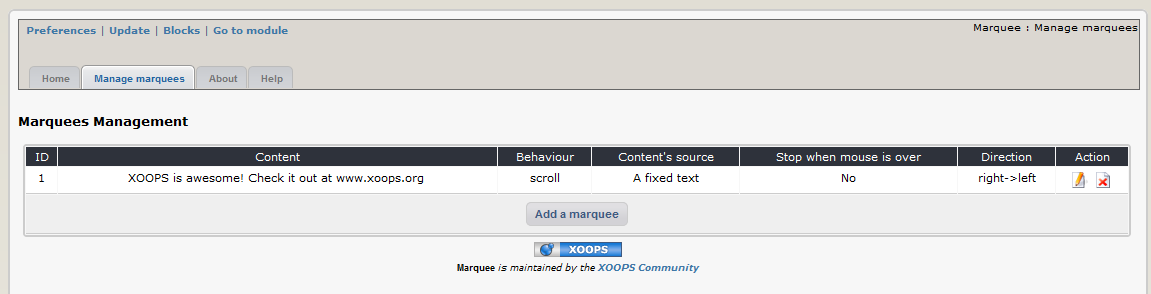 Preferences | Update | Blocks | Go to module
Marquee : Manage marquees
Home Manage marquees About Help
Marquees Management
ID Content Behaviour Content's source Stop when mouse is over Direction Action
1 XOOPS is awesome! Check it out at www.xoops.org scroll A fixed text No right->left
Add a marquee
XOOPS
Marquee is maintained by the XOOPS Community